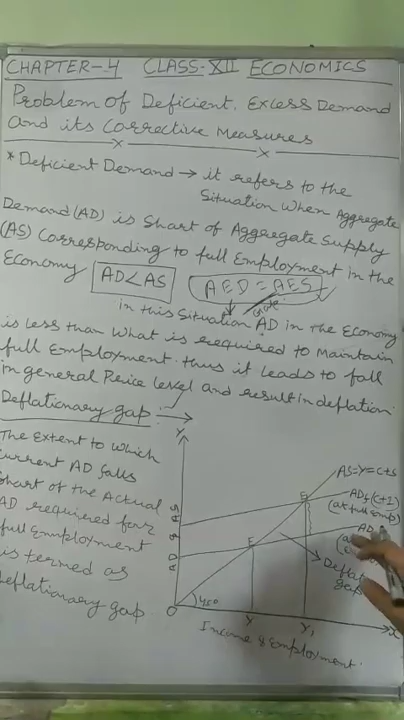 CHAPTER-4 CLASS-XII ECONOMICS
Problem of Deficient, Excess Demand
and its Corrective Measures
* Deficient Demand → it refers to the
Situation When Aggregate
Demand (AD) is Short of Aggregate Supply
(AS) Corresponding to full Employment in the
Economy AD<AS AED = AES
in this Situation AD in the Economy
is less than What is required to Maintain
full Employment. thus it leads to fall
in general Price level and result in deflation
Deflationary gap :→
The Extent to which
current AD falls
Short of the Actual
AD required for
full Employment
is termed as
Deflationary gap
Y
AS=Y=C+S
E
AD (C+I)
(at full Emp)
AD
E
Defla
gap
45°
O
Y
Y1
X
Income & Employment